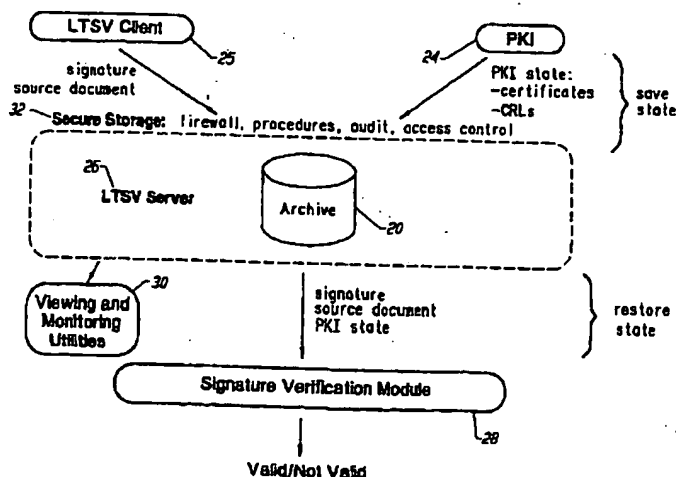 LTSV Client
25
24
PKI
signature
source document
PKI state:
-certificates
-CRLs
save
state
32
Secure Storage: firewall, procedures, audit, access control
26
LTSV Server
Archive
20
30
Viewing and
Monitoring
Utilities
signature
source document
PKI state
restore
state
Signature Verification Module
28
Valid/Not Valid